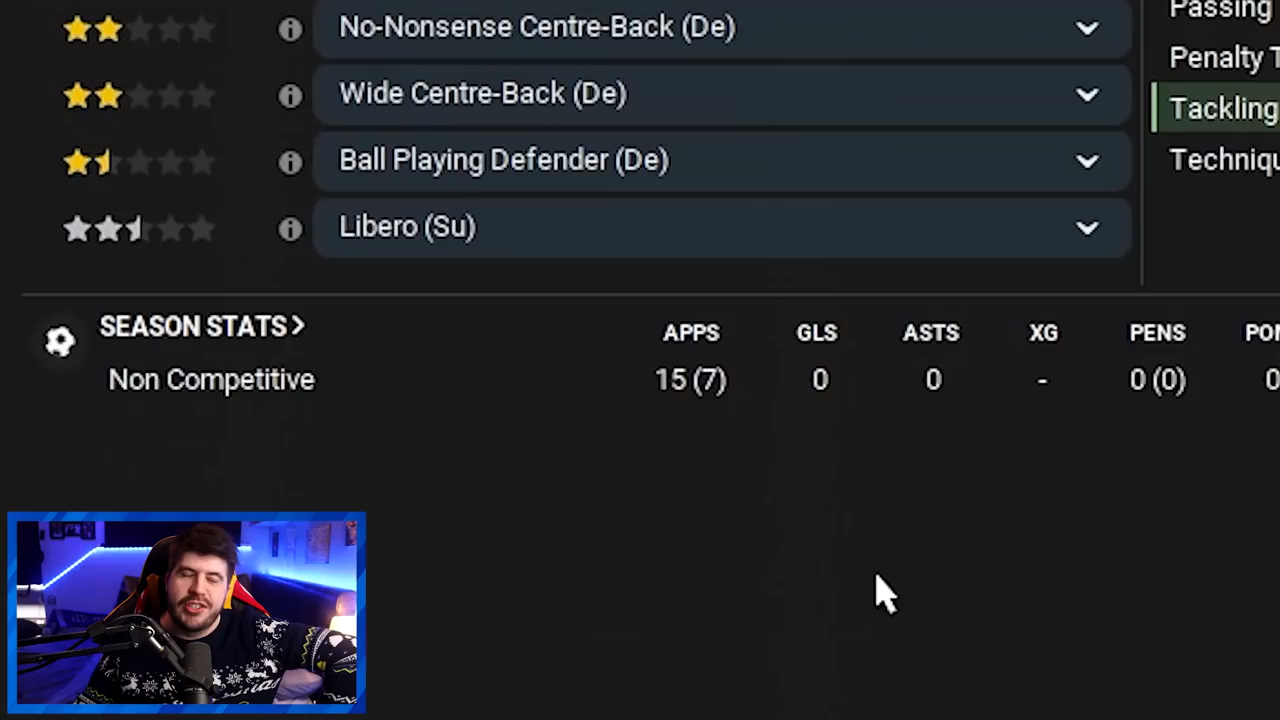 No-Nonsense Centre-Back (De)
Wide Centre-Back (De)
Ball Playing Defender (De)
Libero (Su)
Passing
Penalty T
Tackling
Techniqu
SEASON STATS
APPS GLS ASTS XG PENS POM
Non Competitive 15 (7) 0 0 - 0 (0) 0